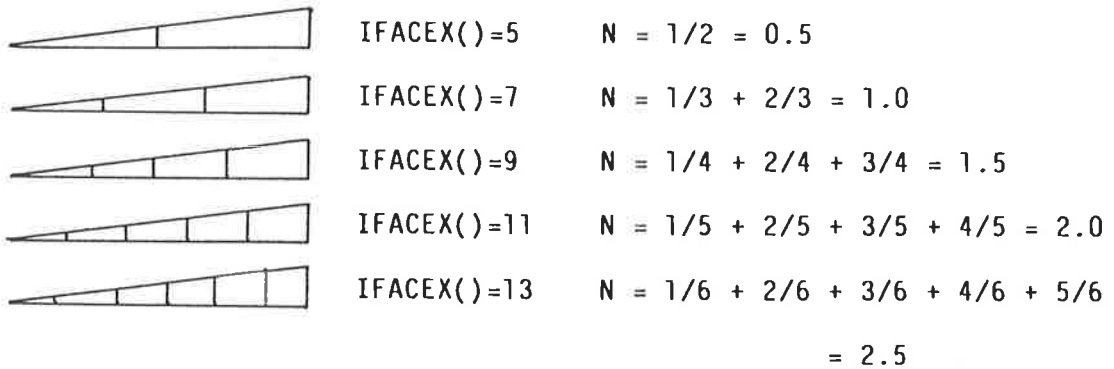 IFACEX()=5 N = 1/2 = 0.5
IFACEX()=7 N = 1/3 + 2/3 = 1.0
IFACEX()=9 N = 1/4 + 2/4 + 3/4 = 1.5
IFACEX()=11 N = 1/5 + 2/5 + 3/5 + 4/5 = 2.0
IFACEX()=13 N = 1/6 + 2/6 + 3/6 + 4/6 + 5/6
= 2.5